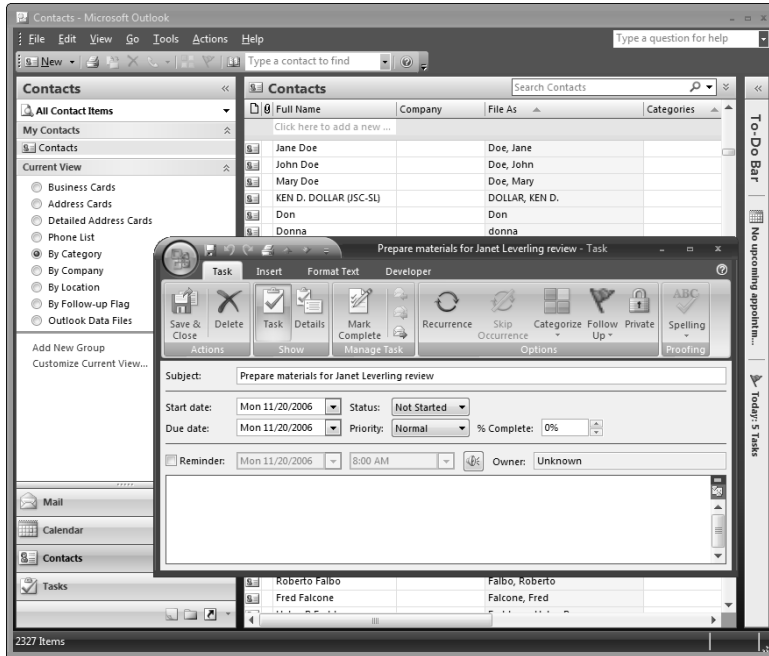 Contacts - Microsoft Outlook
File Edit View Go Tools Actions Help
Type a question for help
New
Type a contact to find
Contacts
All Contact Items
My Contacts
Contacts
Current View
Business Cards
Address Cards
Detailed Address Cards
Phone List
By Category
By Company
By Location
By Follow-up Flag
Outlook Data Files
Add New Group
Customize Current View...
Mail
Calendar
Contacts
Tasks
2327 Items
Contacts
Search Contacts
Full Name Company File As Categories
Click here to add a new ...
Jane Doe Doe, Jane
John Doe Doe, John
Mary Doe Doe, Mary
KEN D. DOLLAR (JSC-SL) DOLLAR, KEN D.
Don Don
Donna donna
Prepare materials for Janet Leverling review - Task
Task Insert Format Text Developer
Save & Close
Delete
Actions
Task
Details
Show
Mark Complete
Manage Task
Recurrence
Skip Occurrence
Categorize
Follow Up
Private
Options
ABC
Spelling
Proofing
Subject: Prepare materials for Janet Leverling review
Start date: Mon 11/20/2006 Status: Not Started
Due date: Mon 11/20/2006 Priority: Normal % Complete: 0%
Reminder: Mon 11/20/2006 8:00 AM Owner: Unknown
Roberto Falbo Falbo, Roberto
Fred Falcone Falcone, Fred
To-Do Bar
No upcoming appointm...
Today: 5 Tasks